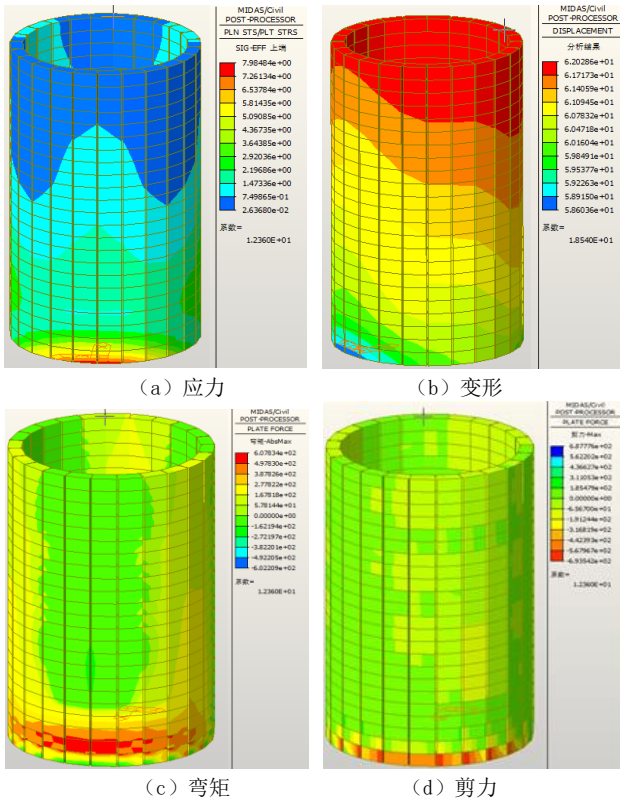 MIDAS/Civil
POST-PROCESSOR
PLN STS/PLT STRS
SIG-EFF 上端
7.98484e+00
7.26134e+00
6.53784e+00
5.81435e+00
5.09085e+00
4.36735e+00
3.64385e+00
2.92036e+00
2.19686e+00
1.47336e+00
7.49865e-01
2.63680e-02
系数=
1.2360E+01
(a)应力
MIDAS/Civil
POST-PROCESSOR
DISPLACEMENT
分析结果
6.20286e+01
6.17173e+01
6.14059e+01
6.10945e+01
6.07832e+01
6.04718e+01
6.01604e+01
5.98491e+01
5.95377e+01
5.92263e+01
5.89150e+01
5.86036e+01
系数=
1.8540E+01
(b)变形
MIDAS/Civil
POST-PROCESSOR
PLATE FORCE
弯矩-AbsMax
6.07834e+02
4.97830e+02
3.87826e+02
2.77822e+02
1.67818e+02
5.78144e+01
0.00000e+00
-1.62194e+02
-2.72197e+02
-3.82201e+02
-4.92205e+02
-6.02209e+02
系数=
1.2360E+01
(c)弯矩
MIDAS/Civil
POST-PROCESSOR
PLATE FORCE
剪力-Max
6.87776e+02
5.62202e+02
4.36627e+02
3.11053e+02
1.85479e+02
0.00000e+00
-6.56700e+01
-1.91244e+02
-3.16819e+02
-4.42393e+02
-5.67967e+02
-6.93542e+02
系数=
1.2360E+01
(d)剪力